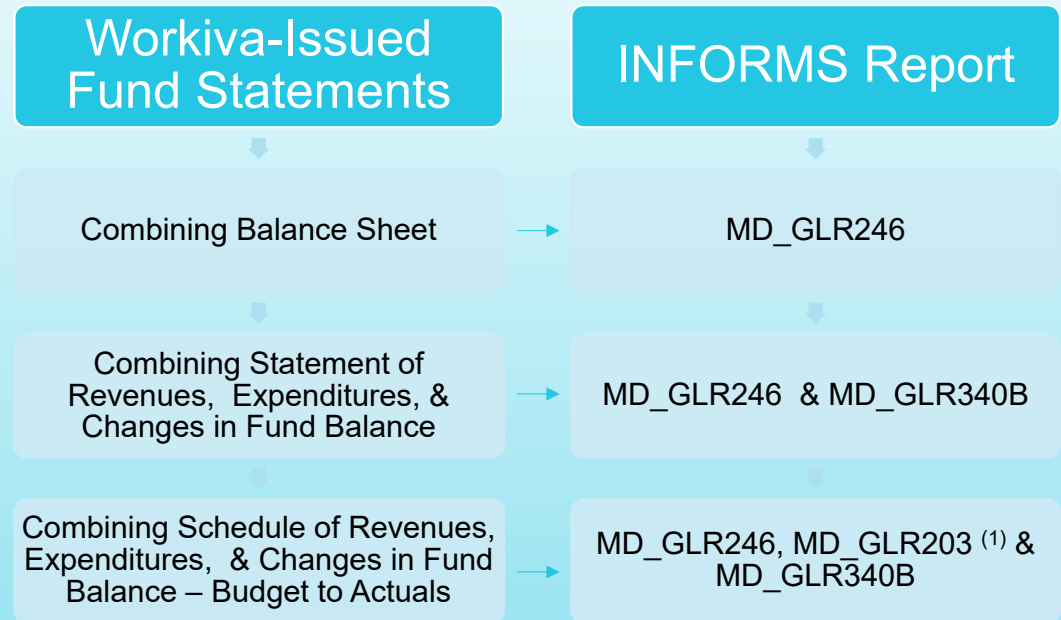 Workiva-Issued
Fund Statements
INFORMS Report
Combining Balance Sheet
MD_GLR246
Combining Statement of
Revenues, Expenditures, &
Changes in Fund Balance
MD_GLR246 & MD_GLR340B
Combining Schedule of Revenues,
Expenditures, & Changes in Fund
Balance – Budget to Actuals
MD_GLR246, MD_GLR203 (1) &
MD_GLR340B